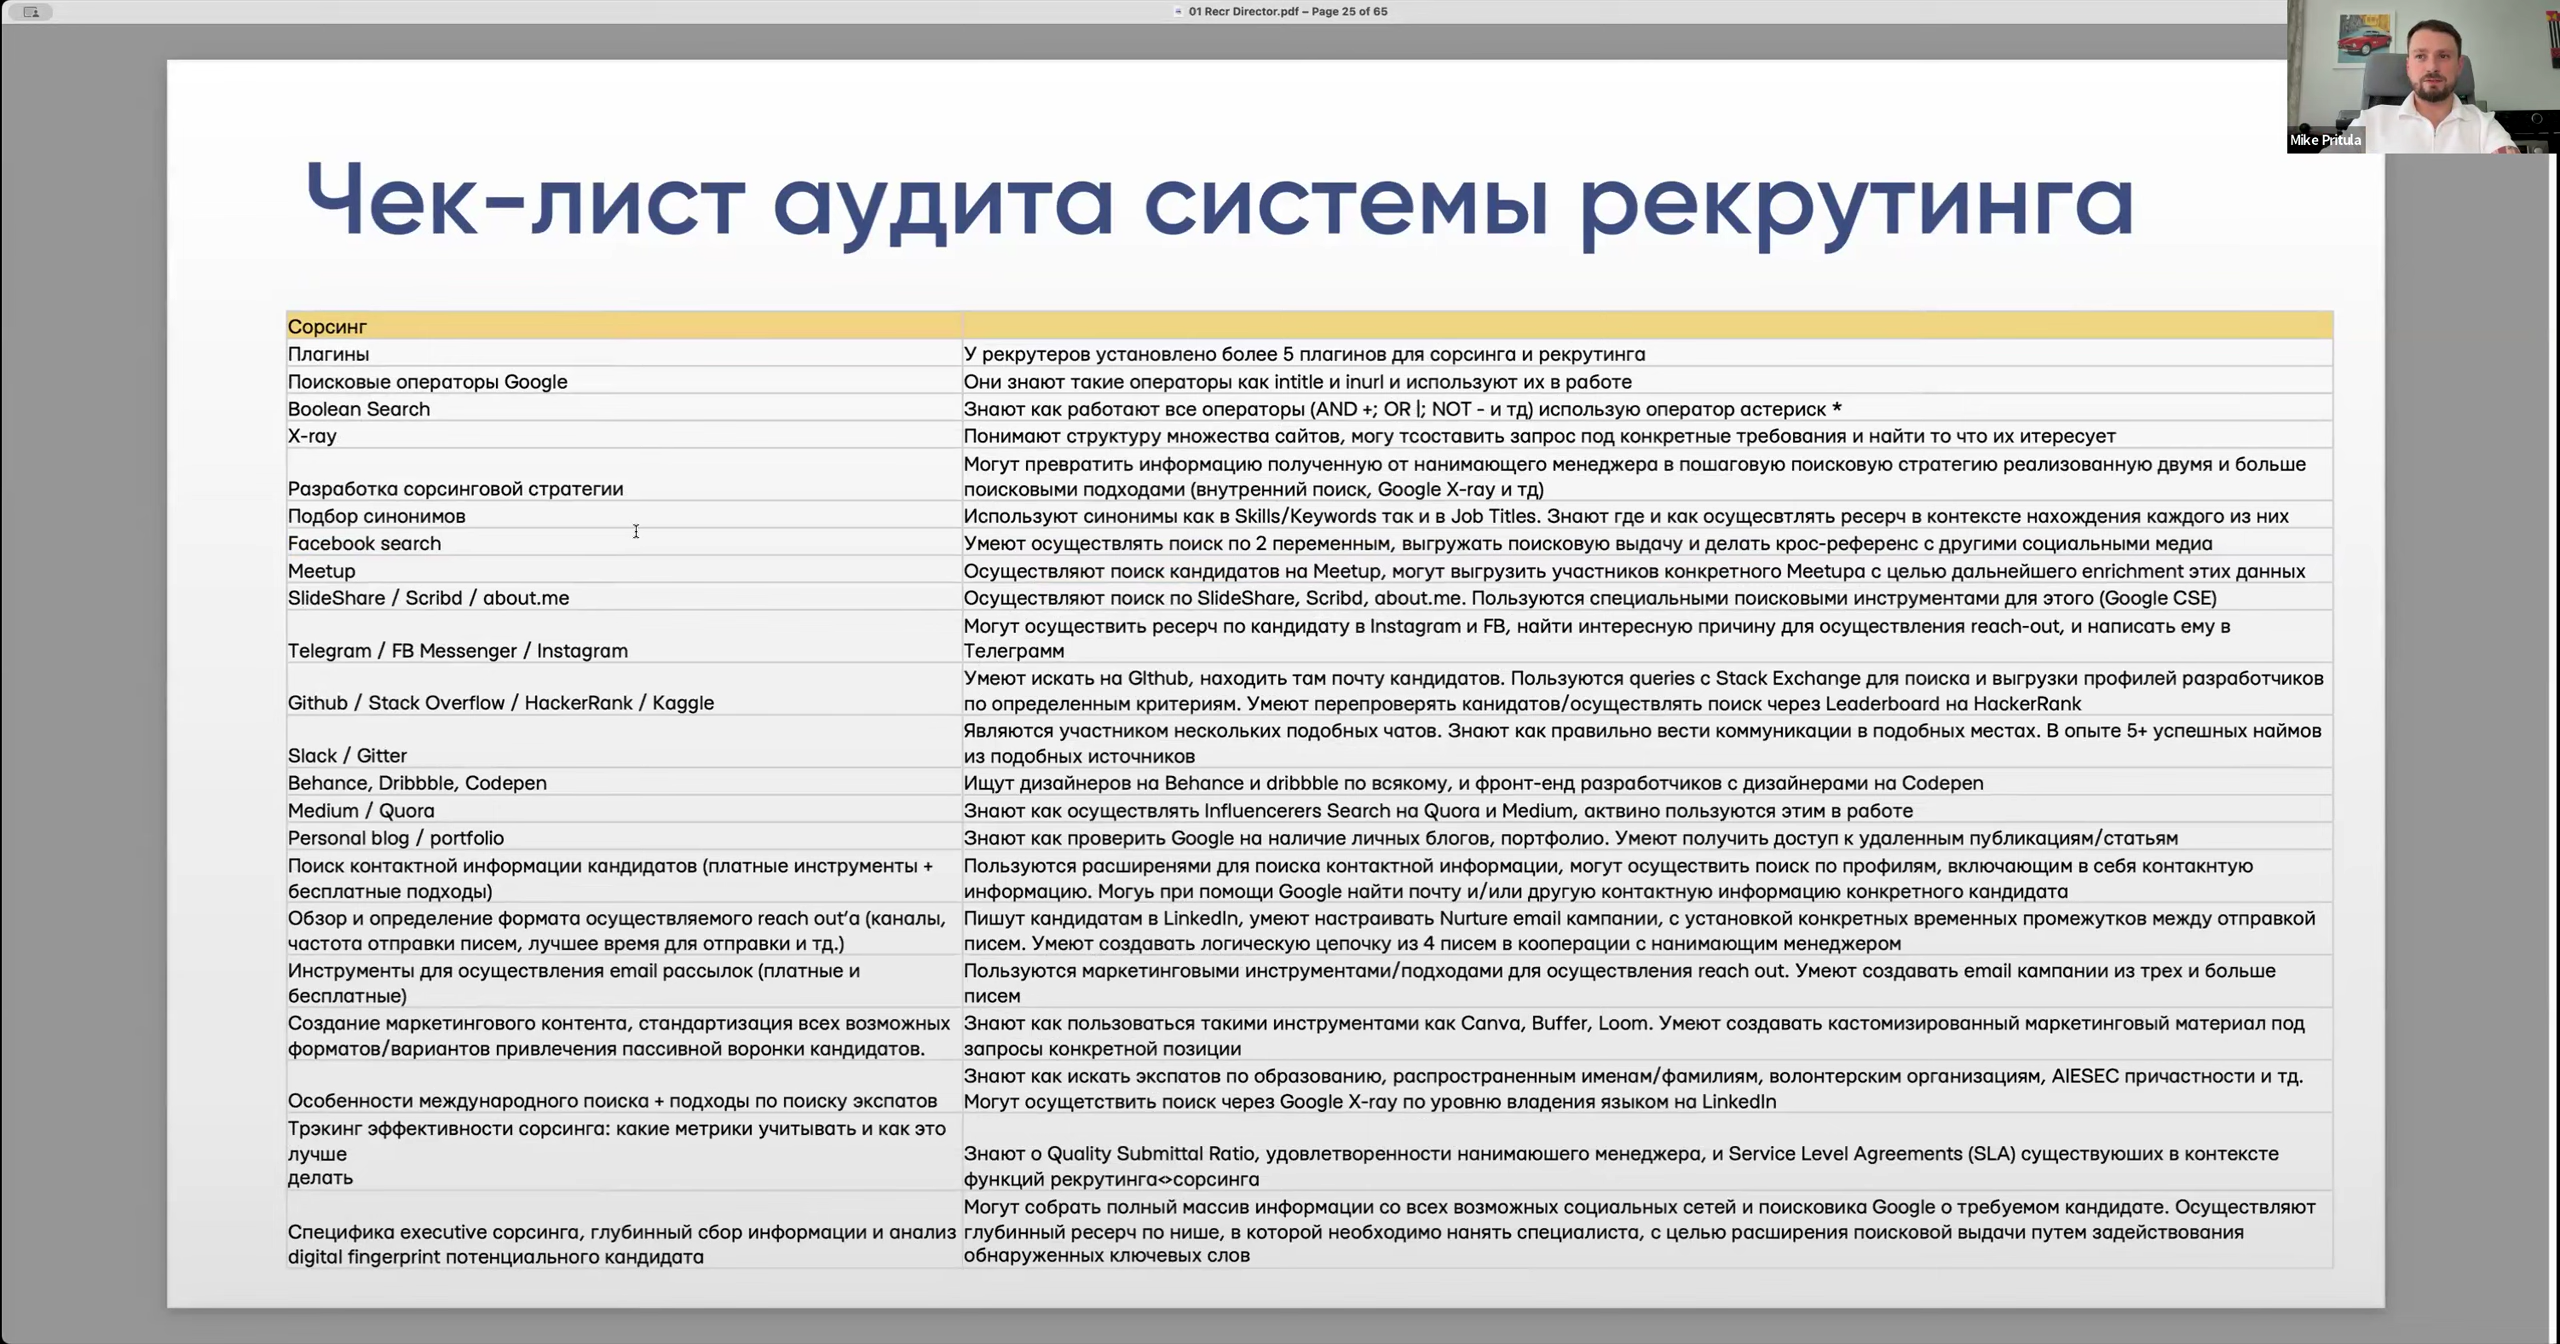 01 Recr Director.pdf – Page 25 of 65
Mike Pritula
Чек-лист аудита системы рекрутинга
Сорсинг
Плагины
У рекрутеров установлено более 5 плагинов для сорсинга и рекрутинга
Поисковые операторы Google
Они знают такие операторы как intitle и inurl и используют их в работе
Boolean Search
Знают как работают все операторы (AND +; OR |; NOT - и тд) использую оператор астериск *
X-ray
Понимают структуру множества сайтов, могу тсоставить запрос под конкретные требования и найти то что их итересует
Разработка сорсинговой стратегии
Могут превратить информацию полученную от нанимающего менеджера в пошаговую поисковую стратегию реализованную двумя и больше
поисковыми подходами (внутренний поиск, Google X-ray и тд)
Подбор синонимов
Используют синонимы как в Skills/Keywords так и в Job Titles. Знают где и как осущесвтлять ресерч в контексте нахождения каждого из них
Facebook search
Умеют осуществлять поиск по 2 переменным, выгружать поисковую выдачу и делать крос-референс с другими социальными медиа
Meetup
Осуществляют поиск кандидатов на Meetup, могут выгрузить участников конкретного Meetupа с целью дальнейшего enrichment этих данных
SlideShare / Scribd / about.me
Осуществляют поиск по SlideShare, Scribd, about.me. Пользуются специальными поисковыми инструментами для этого (Google CSE)
Telegram / FB Messenger / Instagram
Могут осуществить ресерч по кандидату в Instagram и FB, найти интересную причину для осуществления reach-out, и написать ему в
Телеграмм
Github / Stack Overflow / HackerRank / Kaggle
Умеют искать на GIthub, находить там почту кандидатов. Пользуются queries с Stack Exchange для поиска и выгрузки профилей разработчиков
по определенным критериям. Умеют перепроверять канидатов/осуществлять поиск через Leaderboard на HackerRank
Slack / Gitter
Являются участником нескольких подобных чатов. Знают как правильно вести коммуникации в подобных местах. В опыте 5+ успешных наймов
из подобных источников
Behance, Dribbble, Codepen
Ищут дизайнеров на Behance и dribbble по всякому, и фронт-енд разработчиков с дизайнерами на Codepen
Medium / Quora
Знают как осуществлять Influencerers Search на Quora и Medium, актвино пользуются этим в работе
Personal blog / portfolio
Знают как проверить Google на наличие личных блогов, портфолио. Умеют получить доступ к удаленным публикациям/статьям
Поиск контактной информации кандидатов (платные инструменты +
бесплатные подходы)
Пользуются расширенями для поиска контактной информации, могут осуществить поиск по профилям, включающим в себя контакнтую
информацию. Могуь при помощи Google найти почту и/или другую контактную информацию конкретного кандидата
Обзор и определение формата осуществляемого reach out’а (каналы,
частота отправки писем, лучшее время для отправки и тд.)
Пишут кандидатам в LinkedIn, умеют настраивать Nurture email кампании, с установкой конкретных временных промежутков между отправкой
писем. Умеют создавать логическую цепочку из 4 писем в кооперации с нанимающим менеджером
Инструменты для осуществления email рассылок (платные и
бесплатные)
Пользуются маркетинговыми инструментами/подходами для осуществления reach out. Умеют создавать email кампании из трех и больше
писем
Создание маркетингового контента, стандартизация всех возможных
форматов/вариантов привлечения пассивной воронки кандидатов.
Знают как пользоваться такими инструментами как Canva, Buffer, Loom. Умеют создавать кастомизированный маркетинговый материал под
запросы конкретной позиции
Особенности международного поиска + подходы по поиску экспатов
Знают как искать экспатов по образованию, распространенным именам/фамилиям, волонтерским организациям, AIESEC причастности и тд.
Могут осущетствить поиск через Google X-ray по уровню владения языком на LinkedIn
Трэкинг эффективности сорсинга: какие метрики учитывать и как это
лучше
делать
Знают о Quality Submittal Ratio, удовлетворенности нанимаюшего менеджера, и Service Level Agreements (SLA) существуюших в контексте
функций рекрутинга<>сорсинга
Специфика executive сорсинга, глубинный сбор информации и анализ
digital fingerprint потенциального кандидата
Могут собрать полный массив информации со всех возможных социальных сетей и поисковика Google о требуемом кандидате. Осуществляют
глубинный ресерч по нише, в которой необходимо нанять специалиста, с целью расширения поисковой выдачи путем задействования
обнаруженных ключевых слов